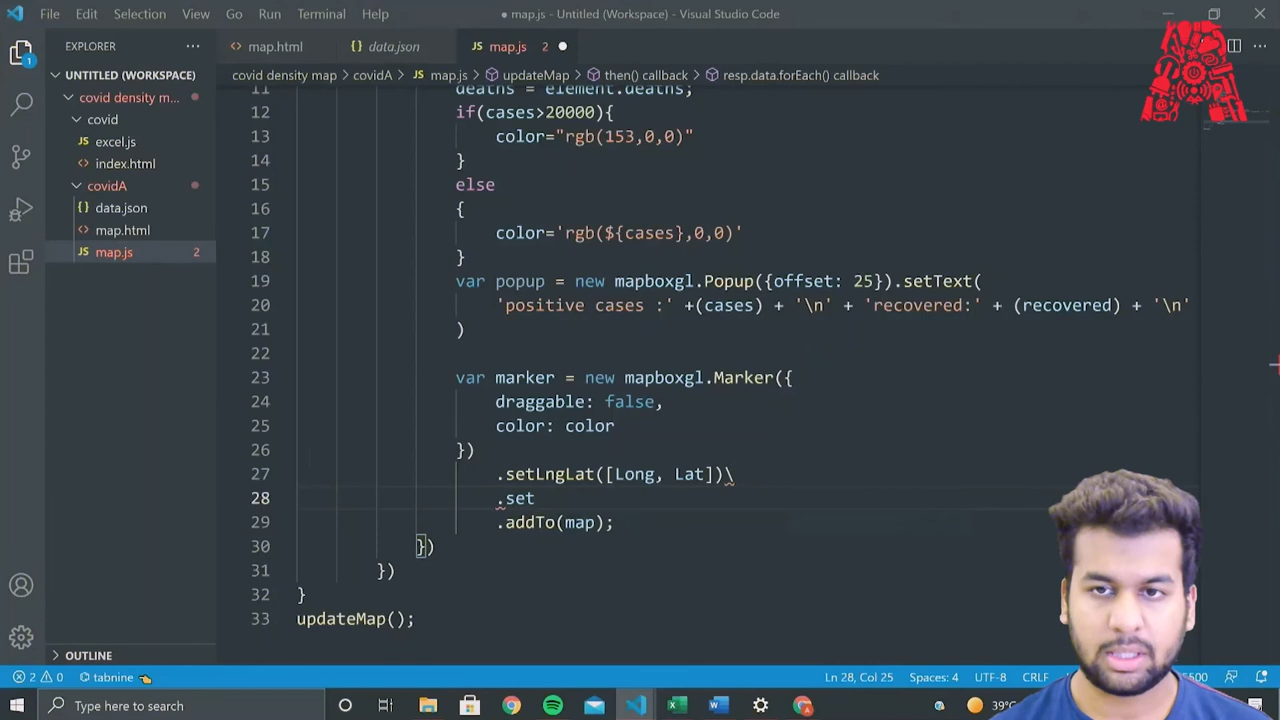 File Edit Selection View Go Run Terminal Help
● map.js - Untitled (Workspace) - Visual Studio Code
EXPLORER ...
map.html
data.json
map.js 2
UNTITLED (WORKSPACE)
covid density map > covidA > map.js > updateMap > then() callback > resp.data.forEach() callback
covid density m...
covid
excel.js
index.html
covidA
data.json
map.html
map.js 2
11 deaths = element.deaths;
12 if(cases>20000){
13 color="rgb(153,0,0)"
14 }
15 else
16 {
17 color='rgb(${cases},0,0)'
18 }
19 var popup = new mapboxgl.Popup({offset: 25}).setText(
20 'positive cases :' +(cases) + '\n' + 'recovered:' + (recovered) + '\n'
21 )
22
23 var marker = new mapboxgl.Marker({
24 draggable: false,
25 color: color
26 })
27 .setLngLat([Long, Lat])\
28 .set
29 .addTo(map);
30 })
31 })
32 }
33 updateMap();
OUTLINE
1
2 0 tabnine
Ln 28, Col 25 Spaces: 4 UTF-8 CRLF
Type here to search
39°